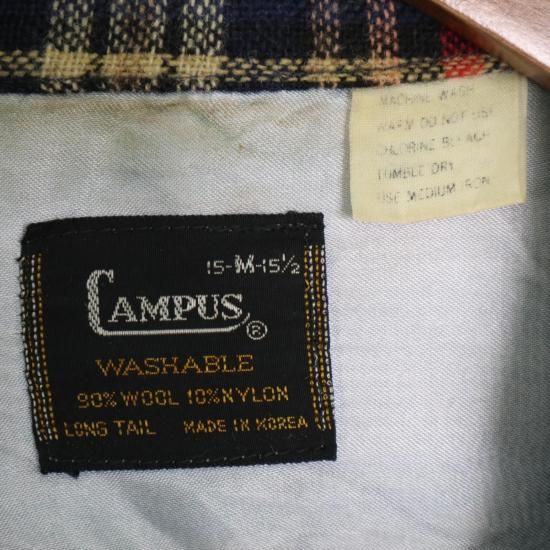 MACHINE WASH
WARM DO NOT USE
CHLORINE BLEACH
TUMBLE DRY
USE MEDIUM IRON
15-M-15½
CAMPUS®
WASHABLE
90% WOOL 10% NYLON
LONG TAIL MADE IN KOREA